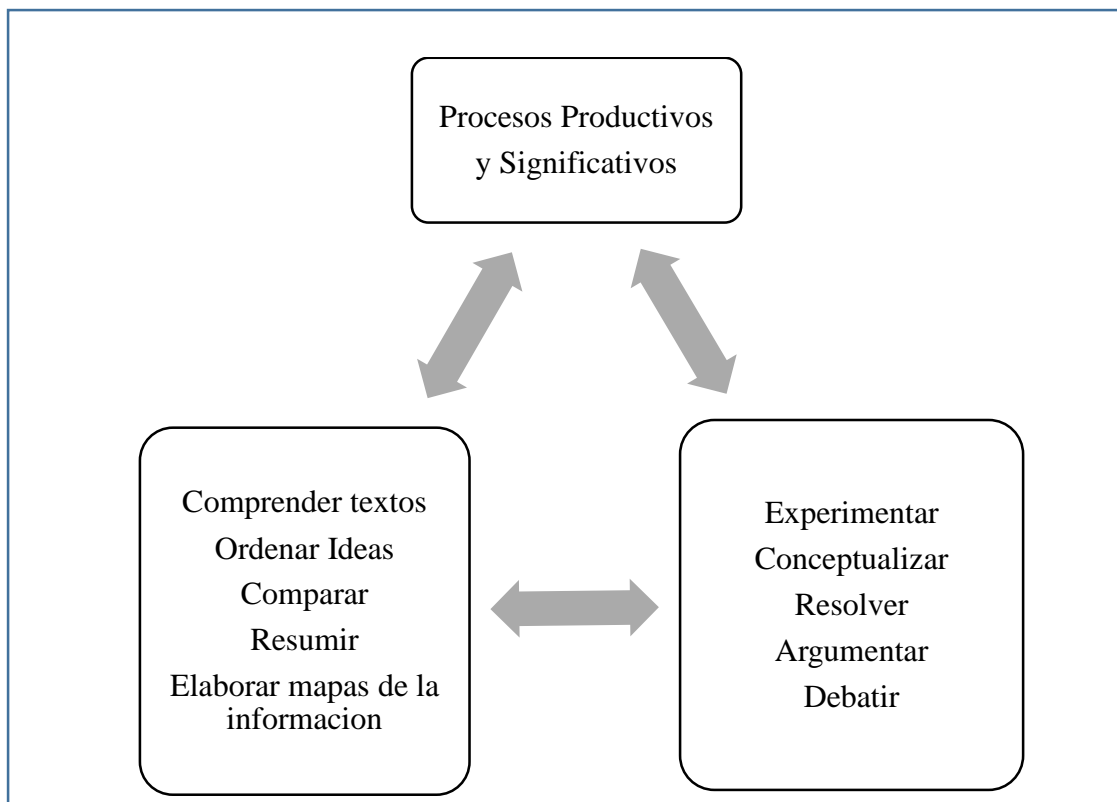 Procesos Productivos
y Significativos
Comprender textos
Ordenar Ideas
Comparar
Resumir
Elaborar mapas de la
informacion
Experimentar
Conceptualizar
Resolver
Argumentar
Debatir